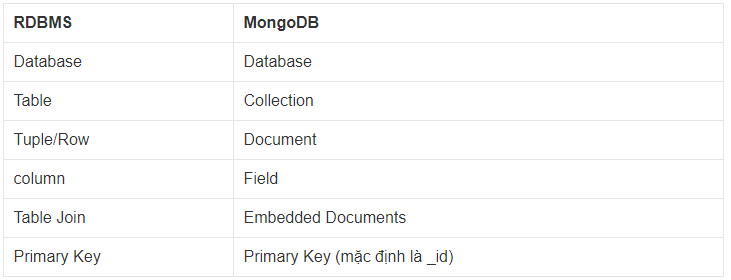 RDBMS MongoDB
Database Database
Table Collection
Tuple/Row Document
column Field
Table Join Embedded Documents
Primary Key Primary Key (mặc định là _id)